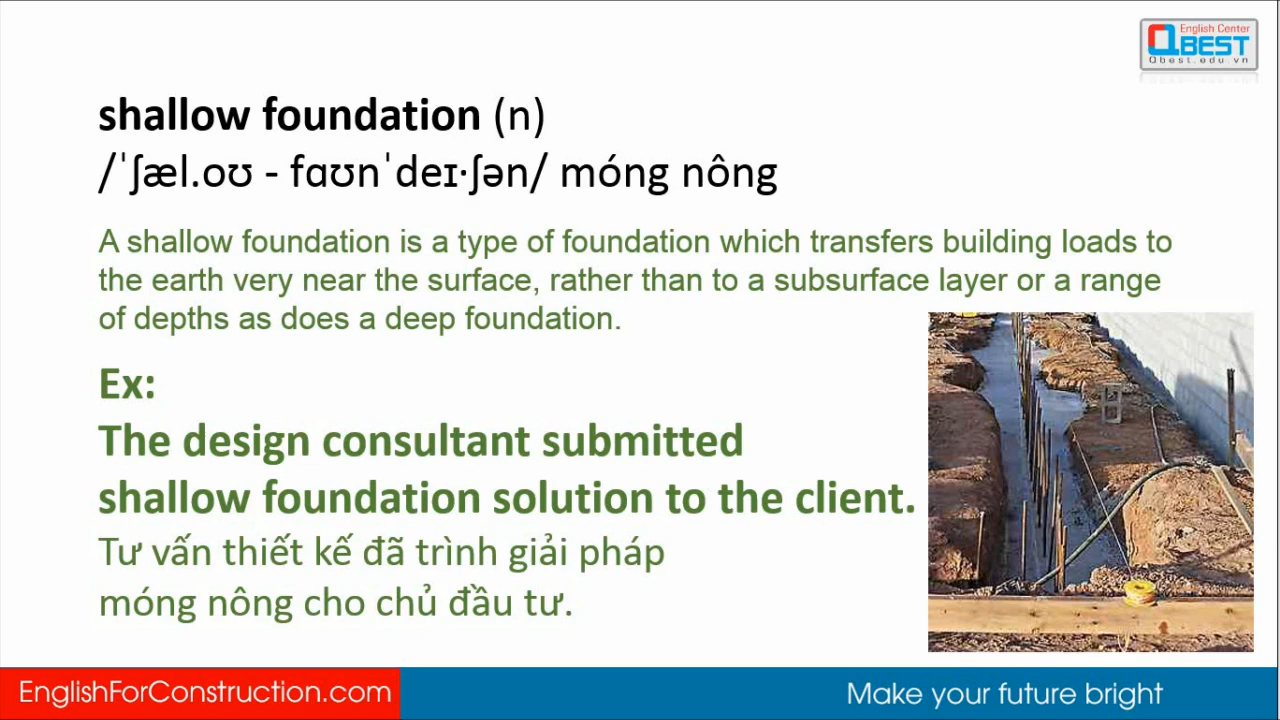 English Center
QBEST
Qbest.edu.vn
shallow foundation (n)
/ˈʃæl.oʊ - fɑʊnˈdeɪ·ʃən/ móng nông
A shallow foundation is a type of foundation which transfers building loads to
the earth very near the surface, rather than to a subsurface layer or a range
of depths as does a deep foundation.
Ex:
The design consultant submitted
shallow foundation solution to the client.
Tư vấn thiết kế đã trình giải pháp
móng nông cho chủ đầu tư.
EnglishForConstruction.com
Make your future bright